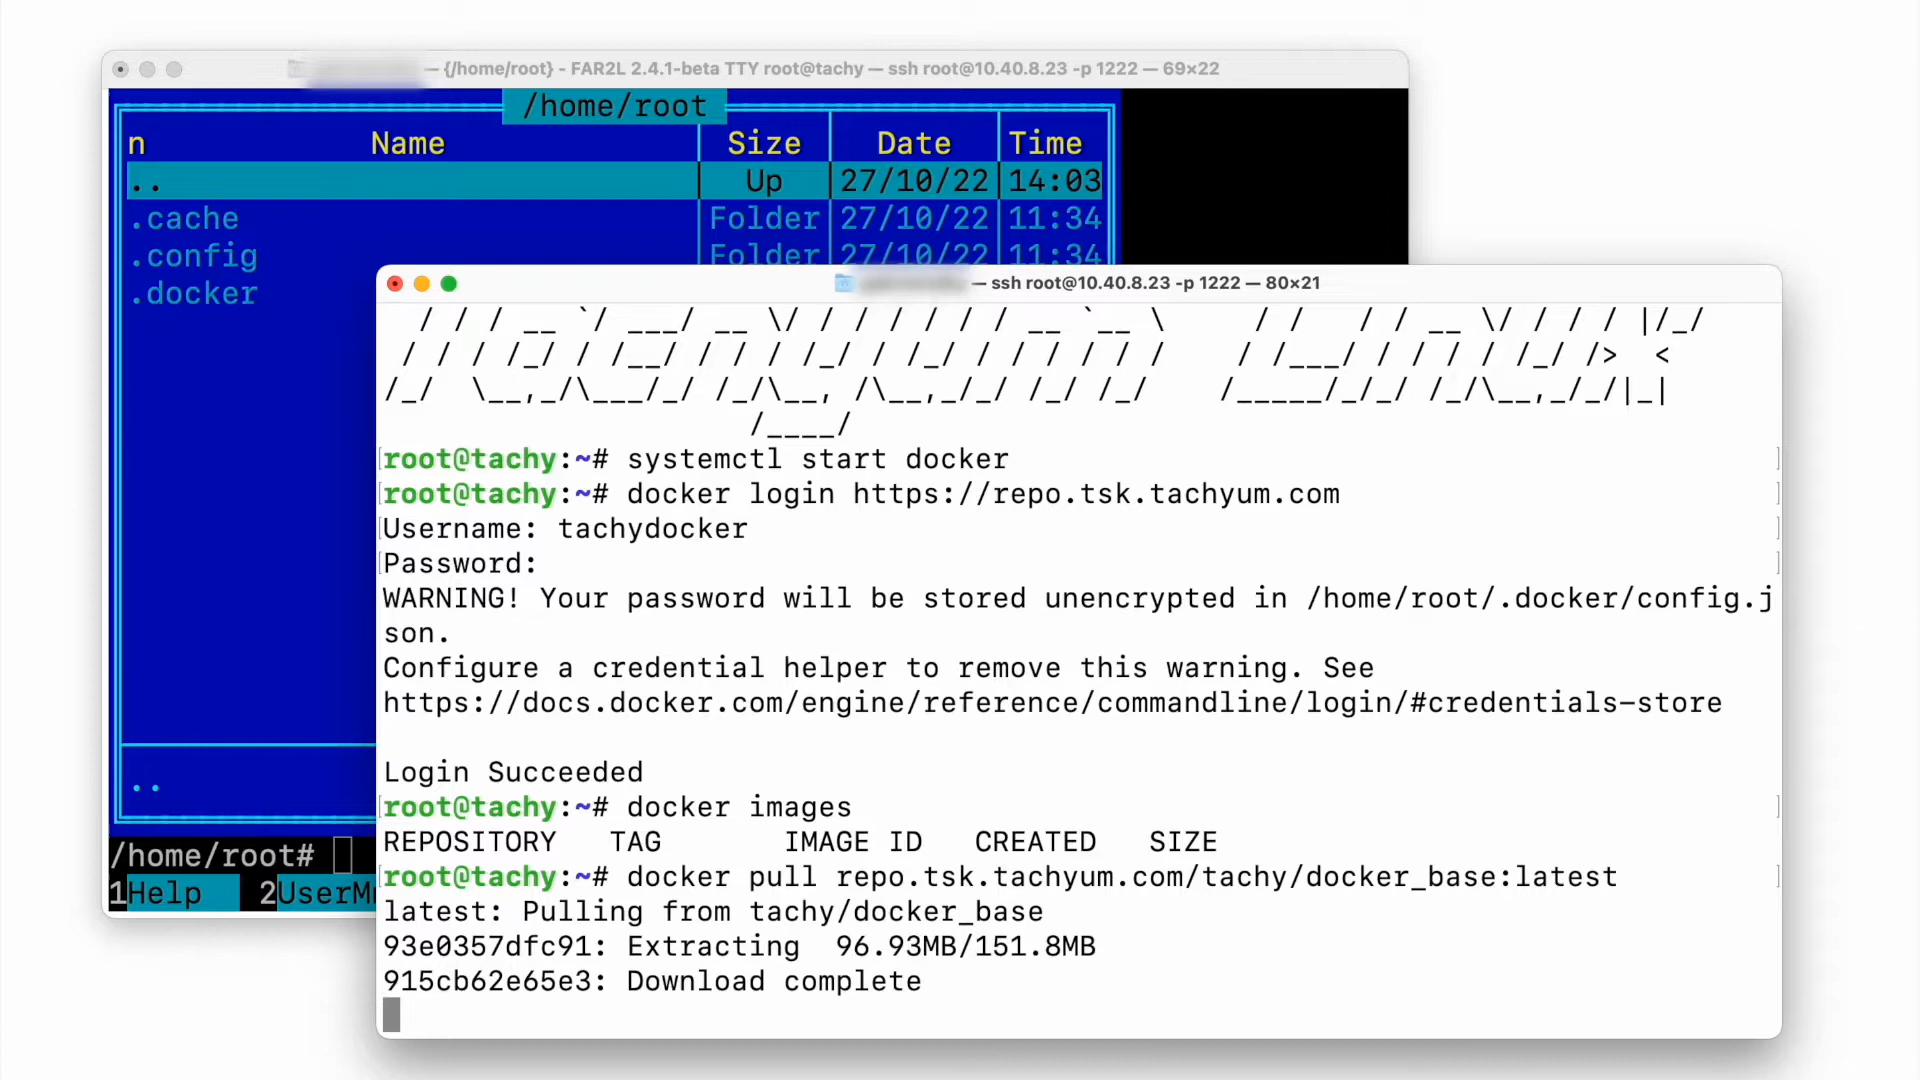 — {/home/root} - FAR2L 2.4.1-beta TTY root@tachy — ssh root@10.40.8.23 -p 1222 — 69×22
/home/root
n Name Size Date Time
.. Up 27/10/22 14:03
.cache Folder 27/10/22 11:34
.config Folder 27/10/22 11:34
.docker
..
/home/root#
1Help 2UserM
— ssh root@10.40.8.23 -p 1222 — 80×21
root@tachy:~# systemctl start docker
root@tachy:~# docker login https://repo.tsk.tachyum.com
Username: tachydocker
Password:
WARNING! Your password will be stored unencrypted in /home/root/.docker/config.j
son.
Configure a credential helper to remove this warning. See
https://docs.docker.com/engine/reference/commandline/login/#credentials-store
Login Succeeded
root@tachy:~# docker images
REPOSITORY TAG IMAGE ID CREATED SIZE
root@tachy:~# docker pull repo.tsk.tachyum.com/tachy/docker_base:latest
latest: Pulling from tachy/docker_base
93e0357dfc91: Extracting 96.93MB/151.8MB
915cb62e65e3: Download complete